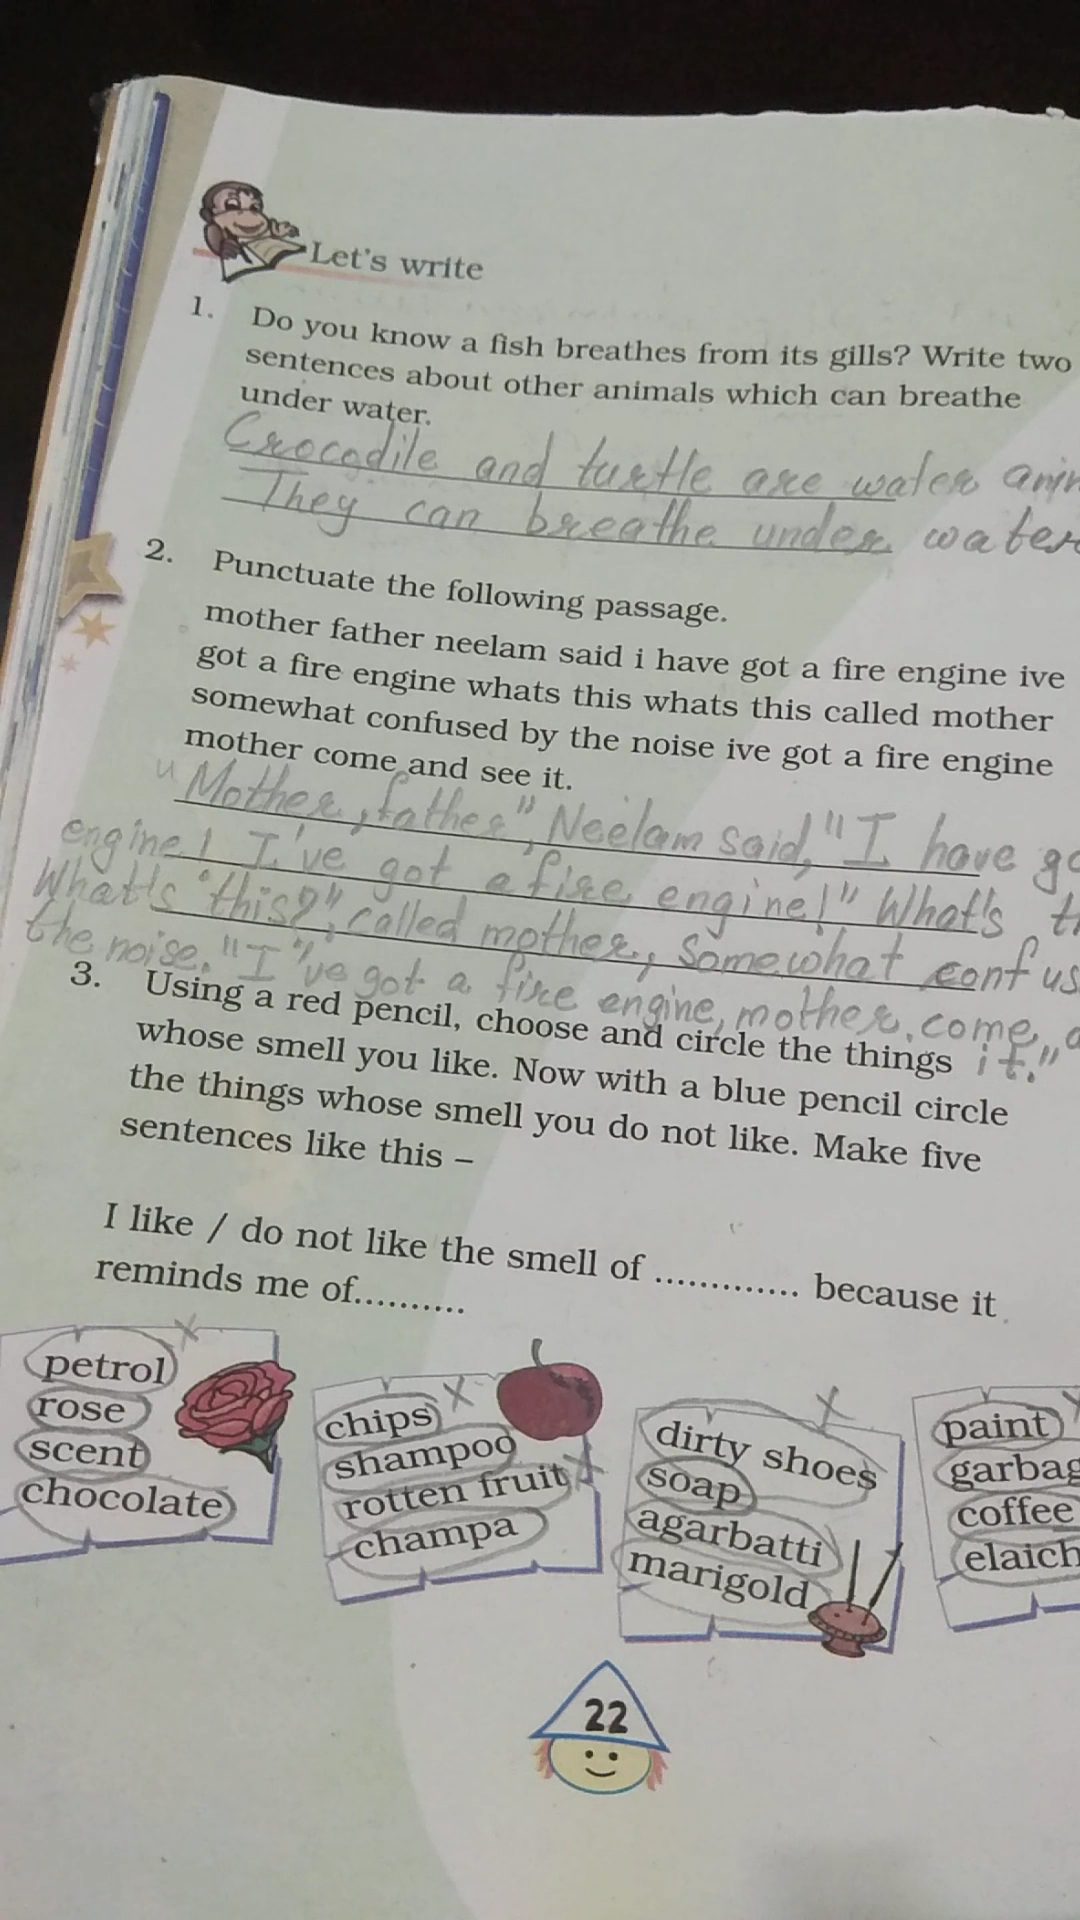 Let's write
1. Do you know a fish breathes from its gills? Write two
sentences about other animals which can breathe
under water.
Crocodile and turtle are water
They can breathe under water
2. Punctuate the following passage.
mother father neelam said i have got a fire engine ive
got a fire engine whats this whats this called mother
somewhat confused by the noise ive got a fire engine
mother come and see it.
"Mother, father", Neelam said, "I have
engine! I've got a fire engine!" What's
What's this?", called mother, Somewhat
the noise. "I"'ve got a fire engine, mother, come,
it."
3. Using a red pencil, choose and circle the things
whose smell you like. Now with a blue pencil circle
the things whose smell you do not like. Make five
sentences like this –
I like / do not like the smell of ............. because it
reminds me of..........
petrol
rose
scent
chocolate
chips
shampoo
rotten fruit
champa
dirty shoes
soap
agarbatti
marigold
paint
garbag
coffee
elaich
22